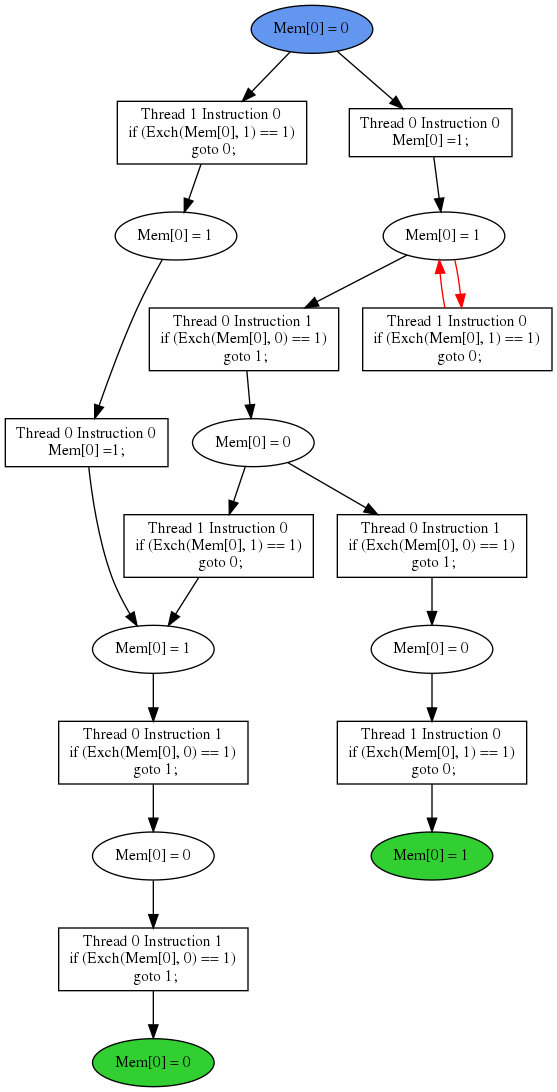 Mem[0] = 0
Thread 1 Instruction 0
if (Exch(Mem[0], 1) == 1)
goto 0;
Thread 0 Instruction 0
Mem[0] =1;
Mem[0] = 1
Mem[0] = 1
Thread 0 Instruction 1
if (Exch(Mem[0], 0) == 1)
goto 1;
Thread 1 Instruction 0
if (Exch(Mem[0], 1) == 1)
goto 0;
Thread 0 Instruction 0
Mem[0] =1;
Mem[0] = 0
Thread 1 Instruction 0
if (Exch(Mem[0], 1) == 1)
goto 0;
Thread 0 Instruction 1
if (Exch(Mem[0], 0) == 1)
goto 1;
Mem[0] = 1
Mem[0] = 0
Thread 0 Instruction 1
if (Exch(Mem[0], 0) == 1)
goto 1;
Thread 1 Instruction 0
if (Exch(Mem[0], 1) == 1)
goto 0;
Mem[0] = 0
Mem[0] = 1
Thread 0 Instruction 1
if (Exch(Mem[0], 0) == 1)
goto 1;
Mem[0] = 0